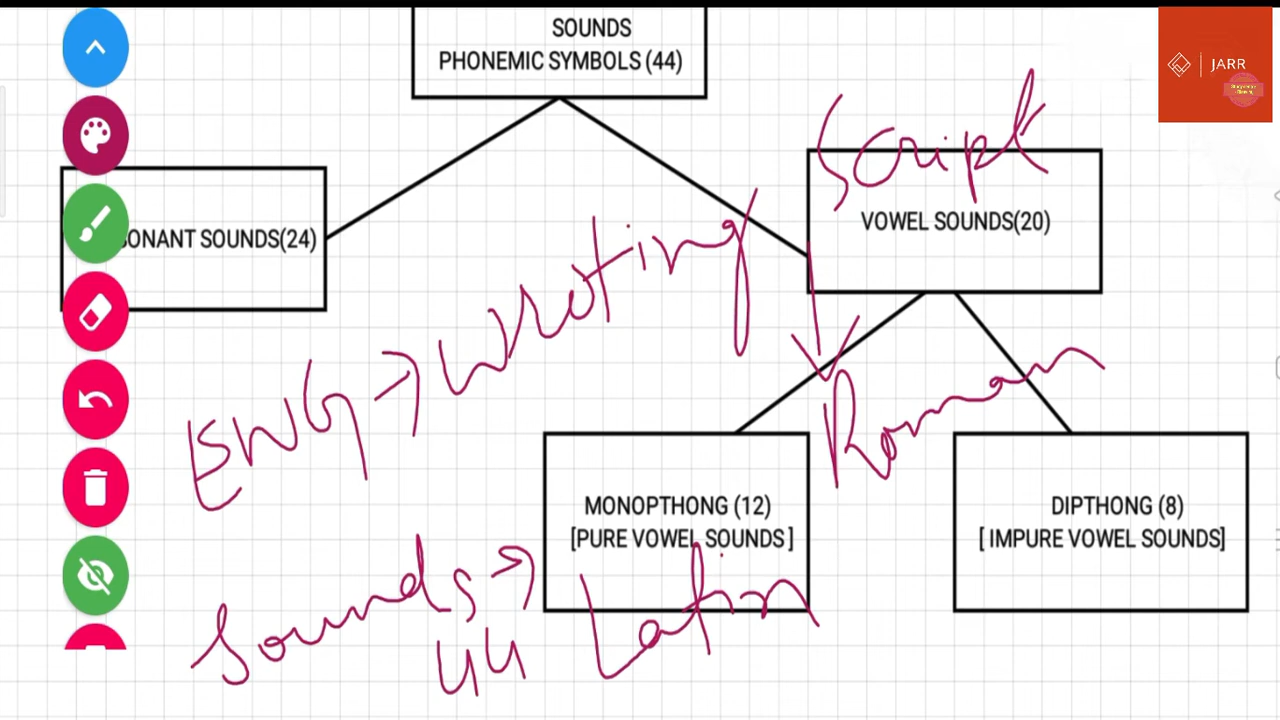 SOUNDS
PHONEMIC SYMBOLS (44)
JARR
Script
SONANT SOUNDS(24)
VOWEL SOUNDS(20)
ENG → writing
Roman
MONOPTHONG (12)
[PURE VOWEL SOUNDS]
DIPTHONG (8)
[ IMPURE VOWEL SOUNDS]
Sounds → Latin
44